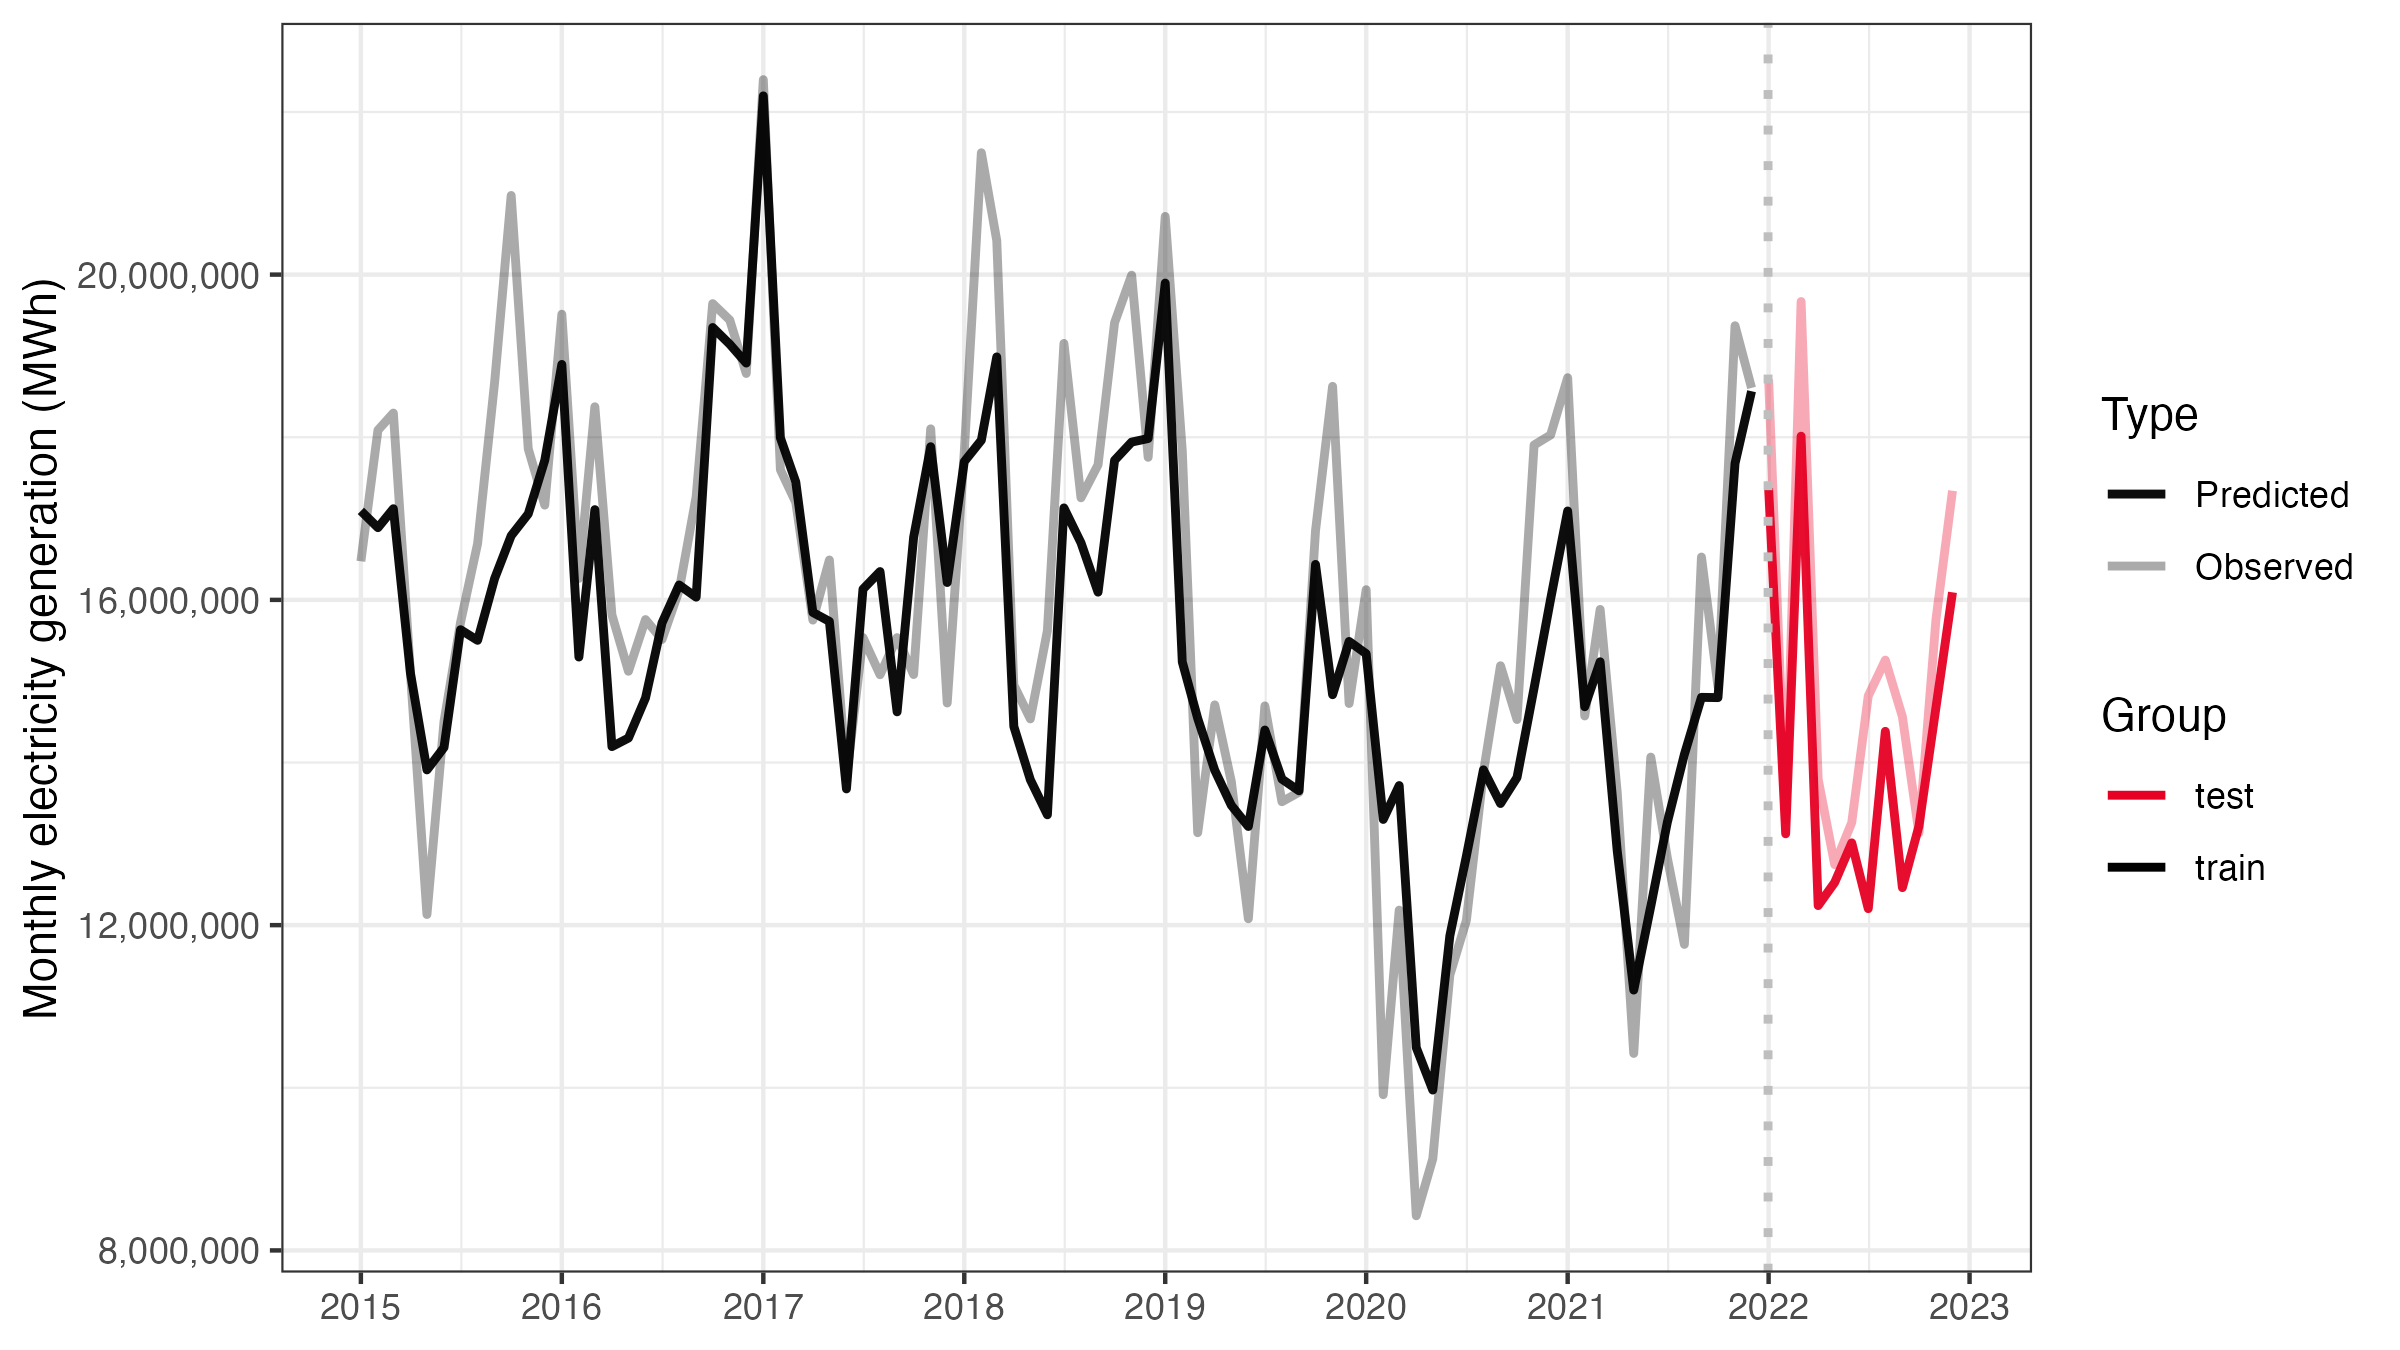 Monthly electricity generation (MWh)
20,000,000
16,000,000
12,000,000
8,000,000
2015 2016 2017 2018 2019 2020 2021 2022 2023
Type
Predicted
Observed
Group
test
train